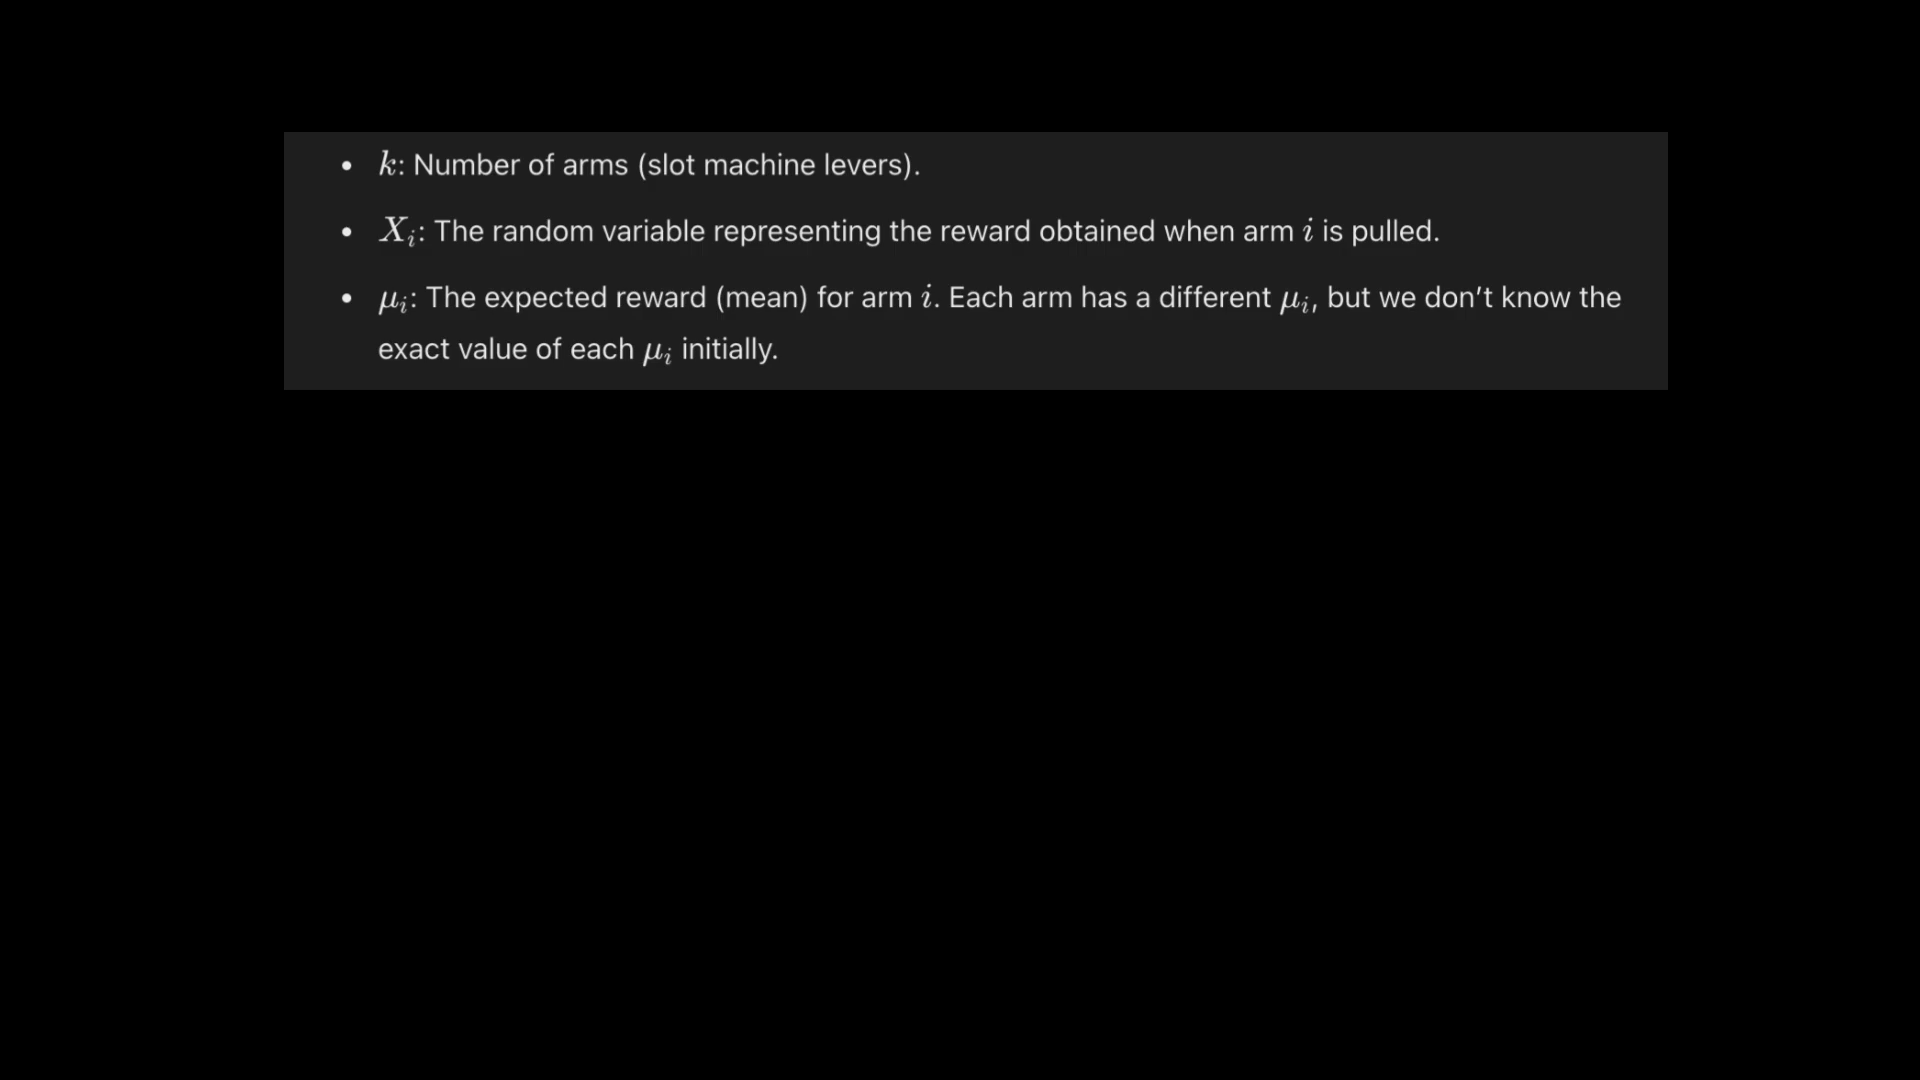 • k: Number of arms (slot machine levers).
• Xᵢ: The random variable representing the reward obtained when arm i is pulled.
• μᵢ: The expected reward (mean) for arm i. Each arm has a different μᵢ, but we don’t know the
exact value of each μᵢ initially.